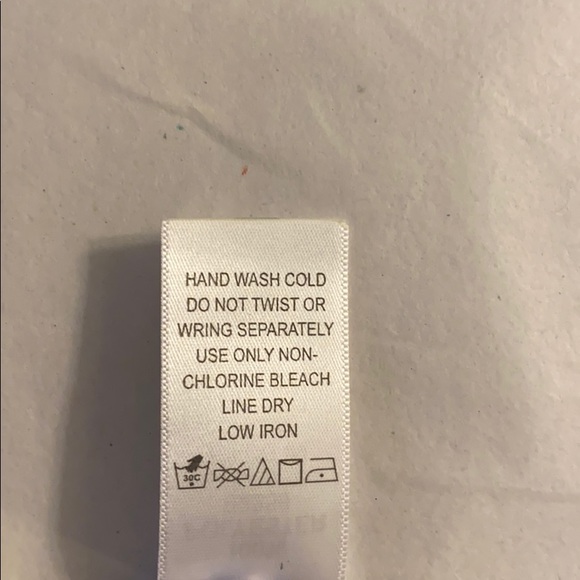 HAND WASH COLD
DO NOT TWIST OR
WRING SEPARATELY
USE ONLY NON-
CHLORINE BLEACH
LINE DRY
LOW IRON
30C